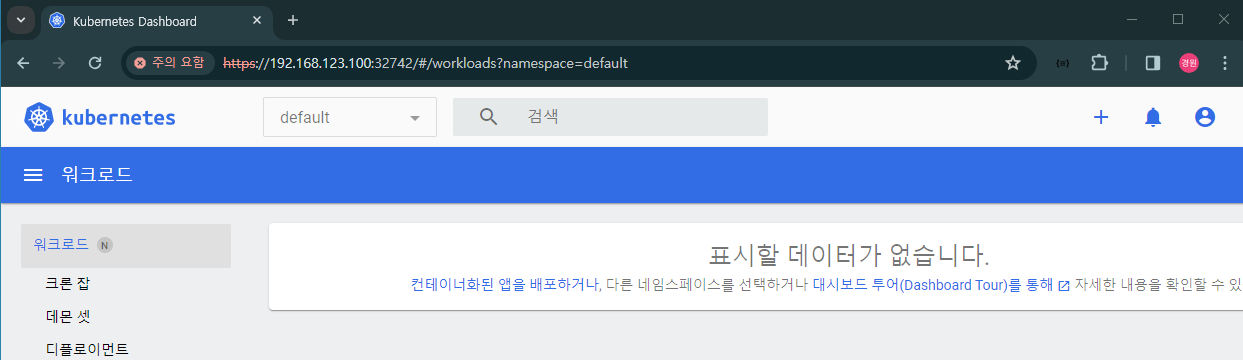 Kubernetes Dashboard
주의 요함 https://192.168.123.100:32742/#/workloads?namespace=default
경원
kubernetes default 검색
워크로드
워크로드 N
표시할 데이터가 없습니다.
컨테이너화된 앱을 배포하거나, 다른 네임스페이스를 선택하거나 대시보드 투어(Dashboard Tour)를 통해 자세한 내용을 확인할 수 있
크론 잡
데몬 셋
디플로이먼트